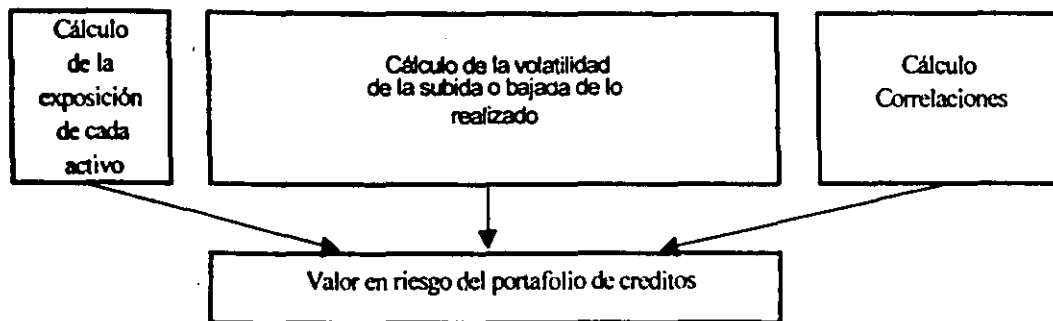 Cálculo
de la
exposición
de cada
activo
Cálculo de la volatilidad
de la subida o bajada de lo
realizado
Cálculo
Correlaciones
Valor en riesgo del portafolio de creditos